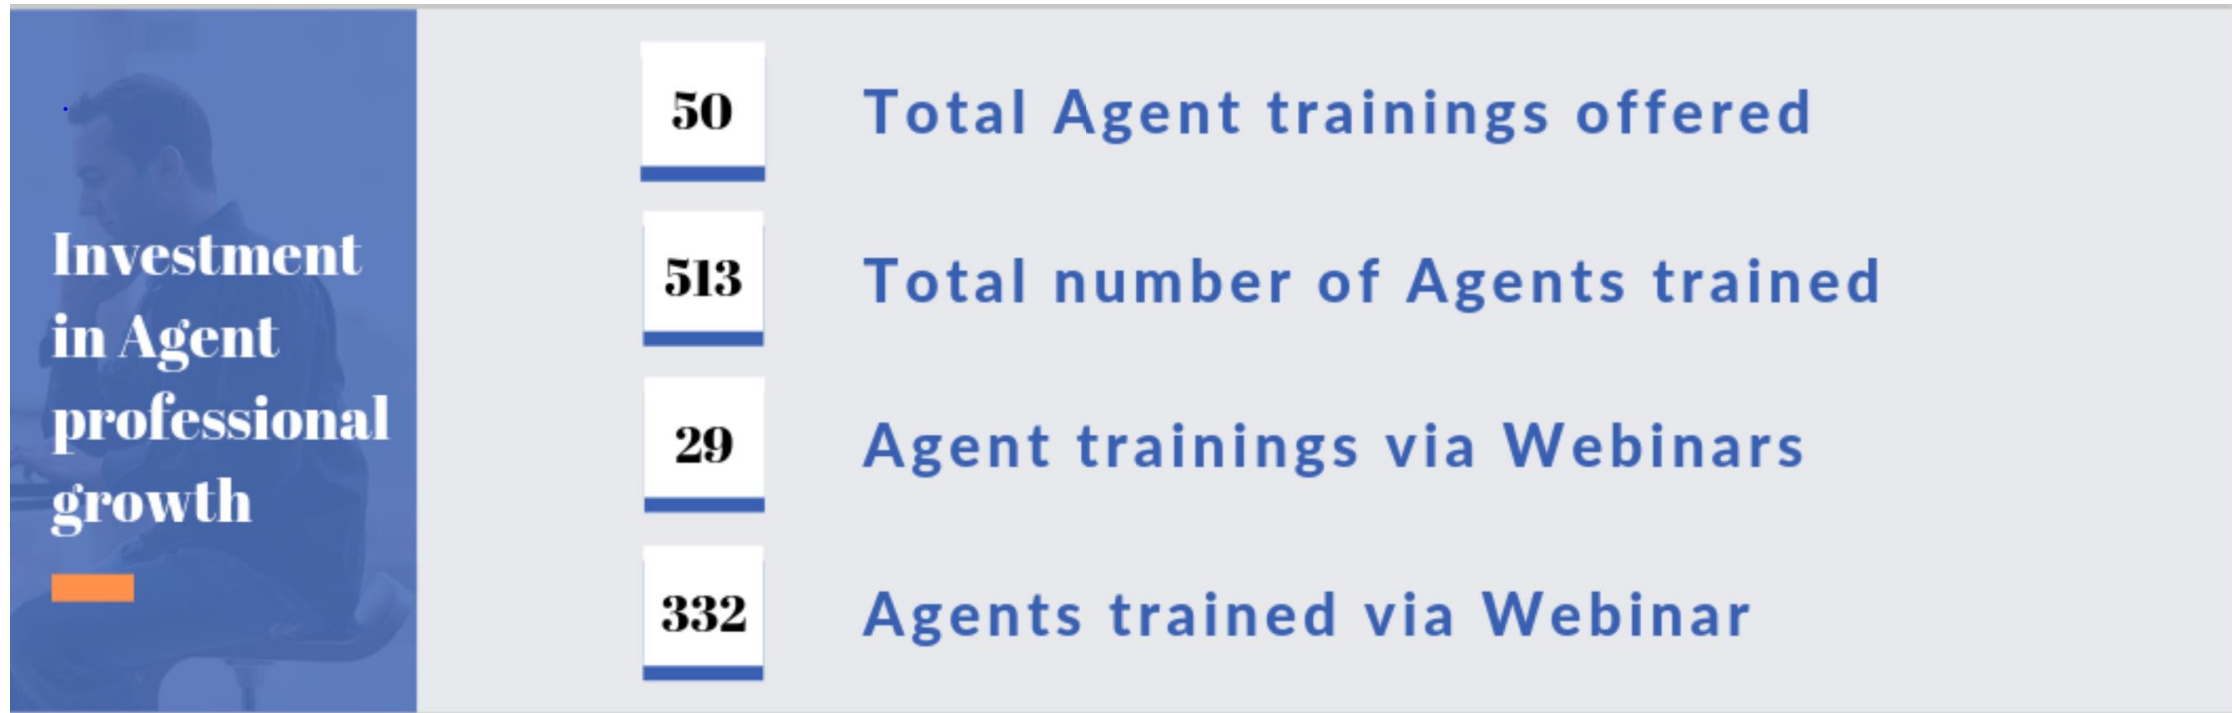 Investment
in Agent
professional
growth
50 Total Agent trainings offered
513 Total number of Agents trained
29 Agent trainings via Webinars
332 Agents trained via Webinar